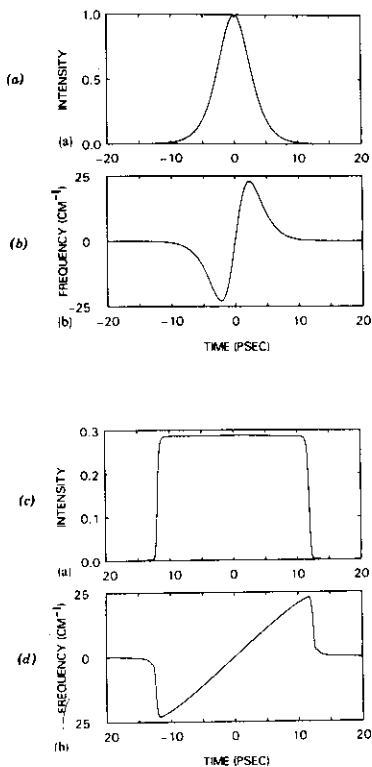 (a)
INTENSITY
1.0
0.5
0.0
(a)
-20 -10 0 10 20
(b)
FREQUENCY (CM⁻¹)
25
0
-25
(b)
-20 -10 0 10 20
TIME (PSEC)
(c)
INTENSITY
0.3
0.2
0.1
0.0
(a)
20 10 0 10 20
(d)
FREQUENCY (CM⁻¹)
25
0
25
(b)
20 10 0 10 20
TIME (PSEC)